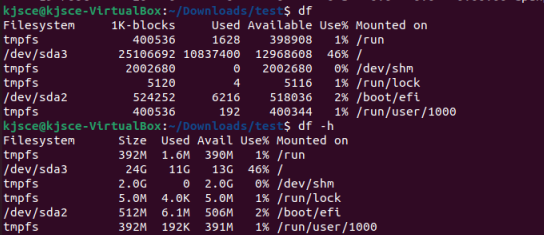 kjsce@kjsce-VirtualBox:~/Downloads/test$ df
Filesystem     1K-blocks     Used Available Use% Mounted on
tmpfs             400536     1628    398908   1% /run
/dev/sda3       25106692 10837400  12968608  46% /
tmpfs            2002680        0   2002680   0% /dev/shm
tmpfs               5120        4      5116   1% /run/lock
/dev/sda2         524252     6216    518036   2% /boot/efi
tmpfs             400536      192    400344   1% /run/user/1000
kjsce@kjsce-VirtualBox:~/Downloads/test$ df -h
Filesystem      Size  Used Avail Use% Mounted on
tmpfs           392M  1.6M  390M   1% /run
/dev/sda3        24G   11G   13G  46% /
tmpfs           2.0G     0  2.0G   0% /dev/shm
tmpfs           5.0M  4.0K  5.0M   1% /run/lock
/dev/sda2       512M  6.1M  506M   2% /boot/efi
tmpfs           392M  192K  391M   1% /run/user/1000